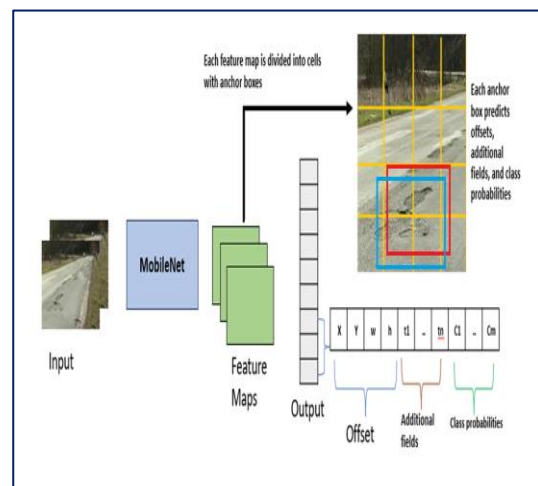 Each feature map is divided into cells
with anchor boxes
Each anchor
box predicts
offsets,
additional
fields, and class
probabilities
MobileNet
Input
Feature
Maps
Output
X Y w h t1 .. tn C1 .. Cm
Offset
Additional
fields
Class probabilities